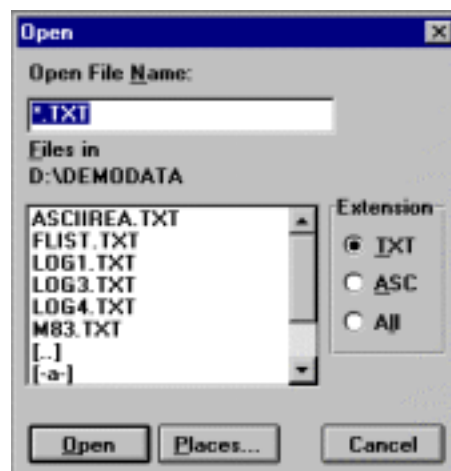 Open
Open File Name:
*.TXT
Files in
D:\DEMODATA
ASCIIREA.TXT
FLIST.TXT
LOG1.TXT
LOG3.TXT
LOG4.TXT
M83.TXT
[..]
[-a-]
Extension
TXT
ASC
All
Open
Places...
Cancel